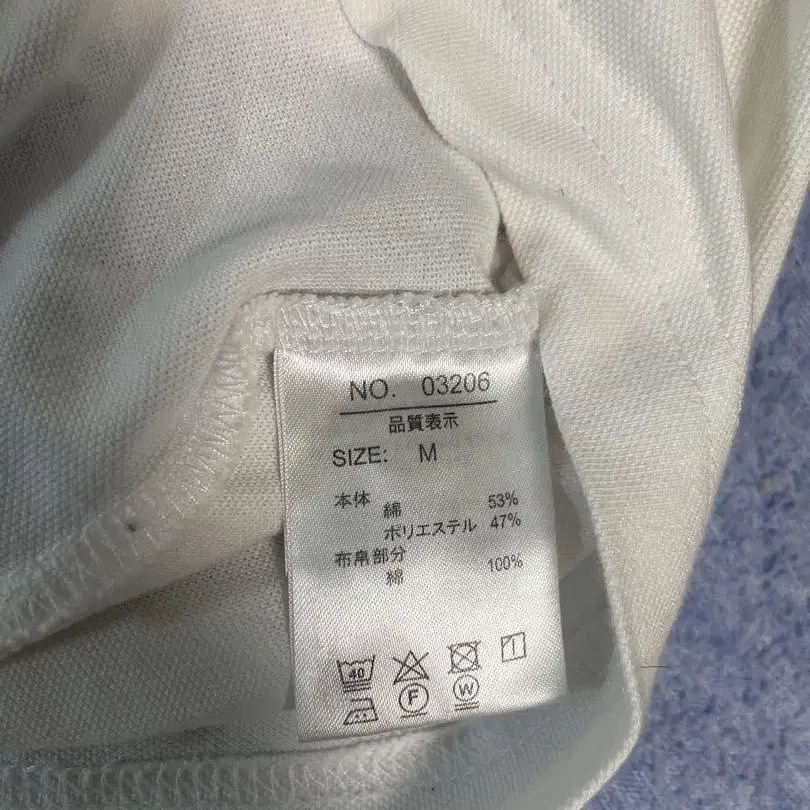 NO. 03206
品質表示
SIZE: M
本体
綿 53%
ポリエステル 47%
布帛部分
綿 100%
40
F W